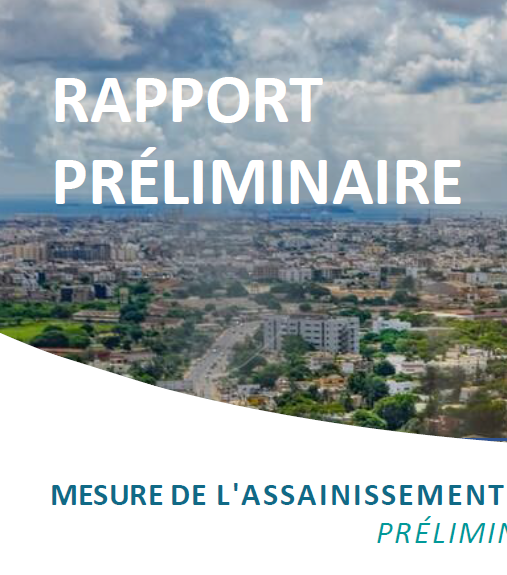 RAPPORT
PRÉLIMINAIRE
MESURE DE L'ASSAINISSEMENT